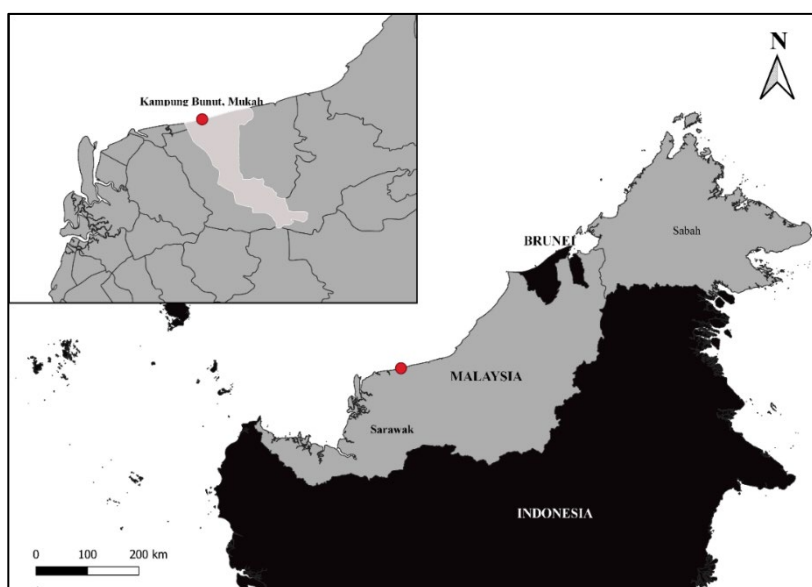 Kampung Bunut, Mukah
N
BRUNEI
Sabah
MALAYSIA
Sarawak
INDONESIA
0 100 200 km